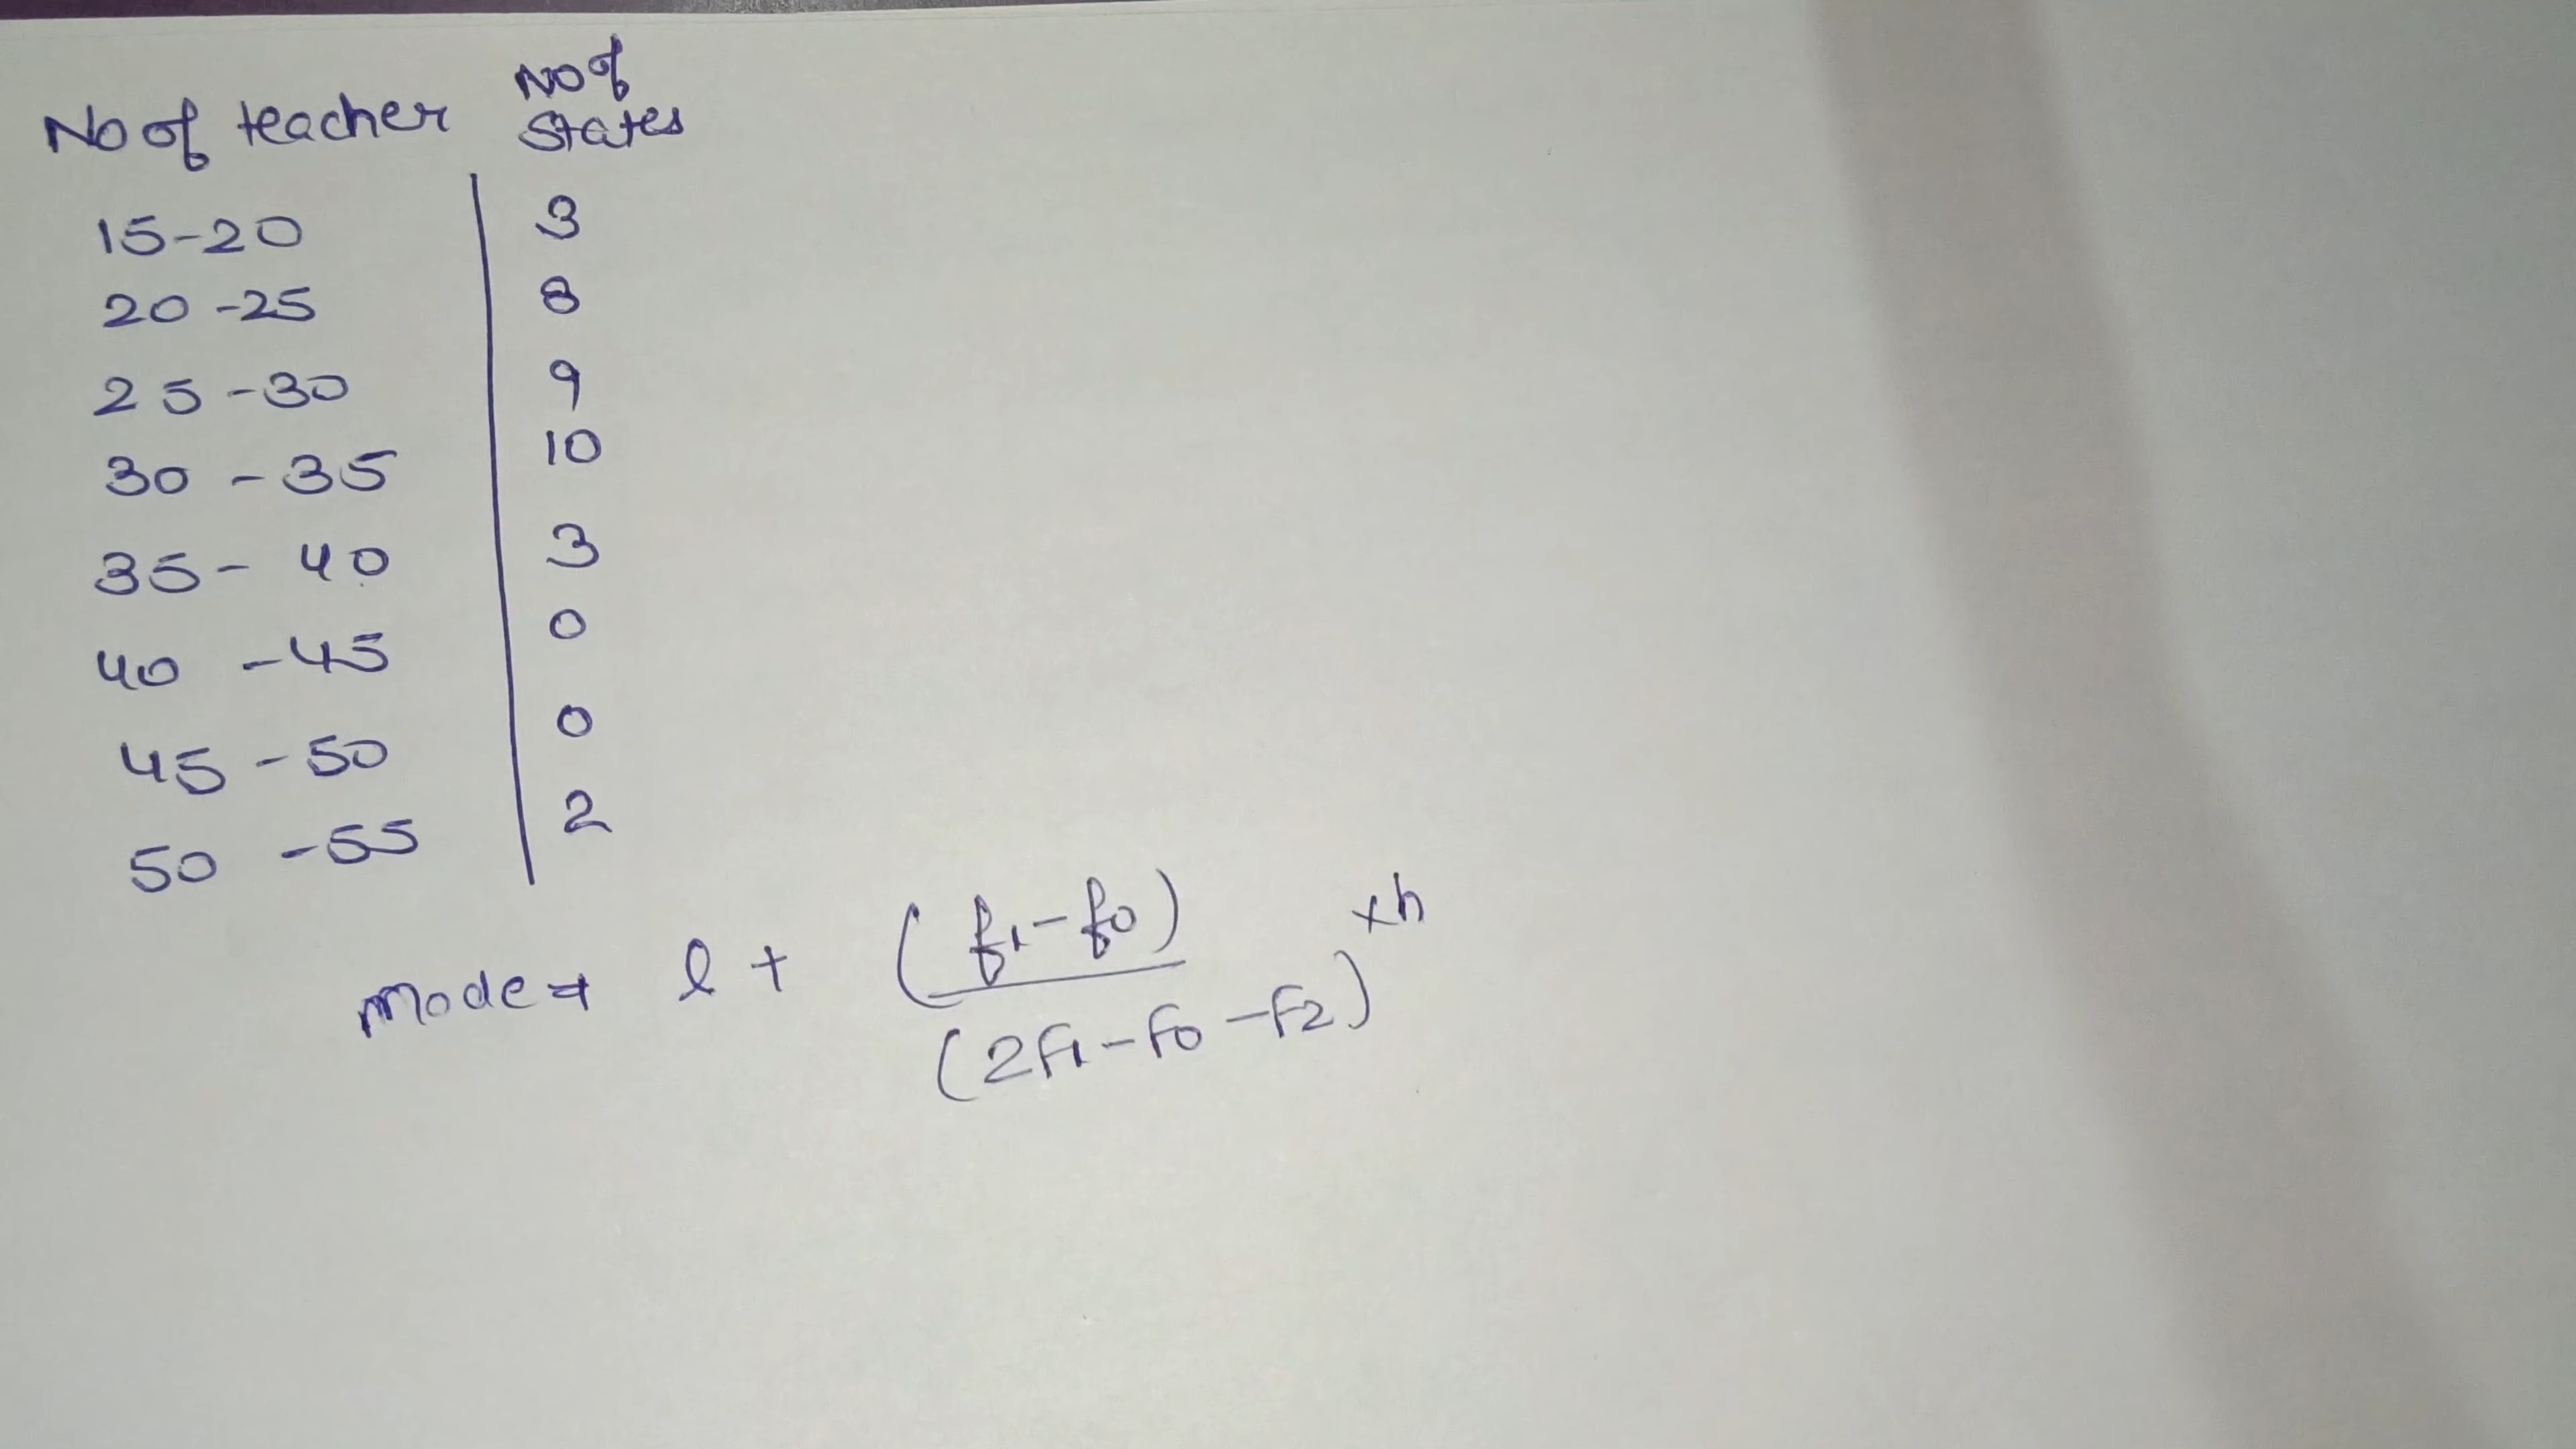 No of teacher No of States
15-20 3
20-25 8
25-30 9
30-35 10
35-40 3
40-45 0
45-50 0
50-55 2
mode = l + (f1-f0) xh
(2f1-f0-f2)